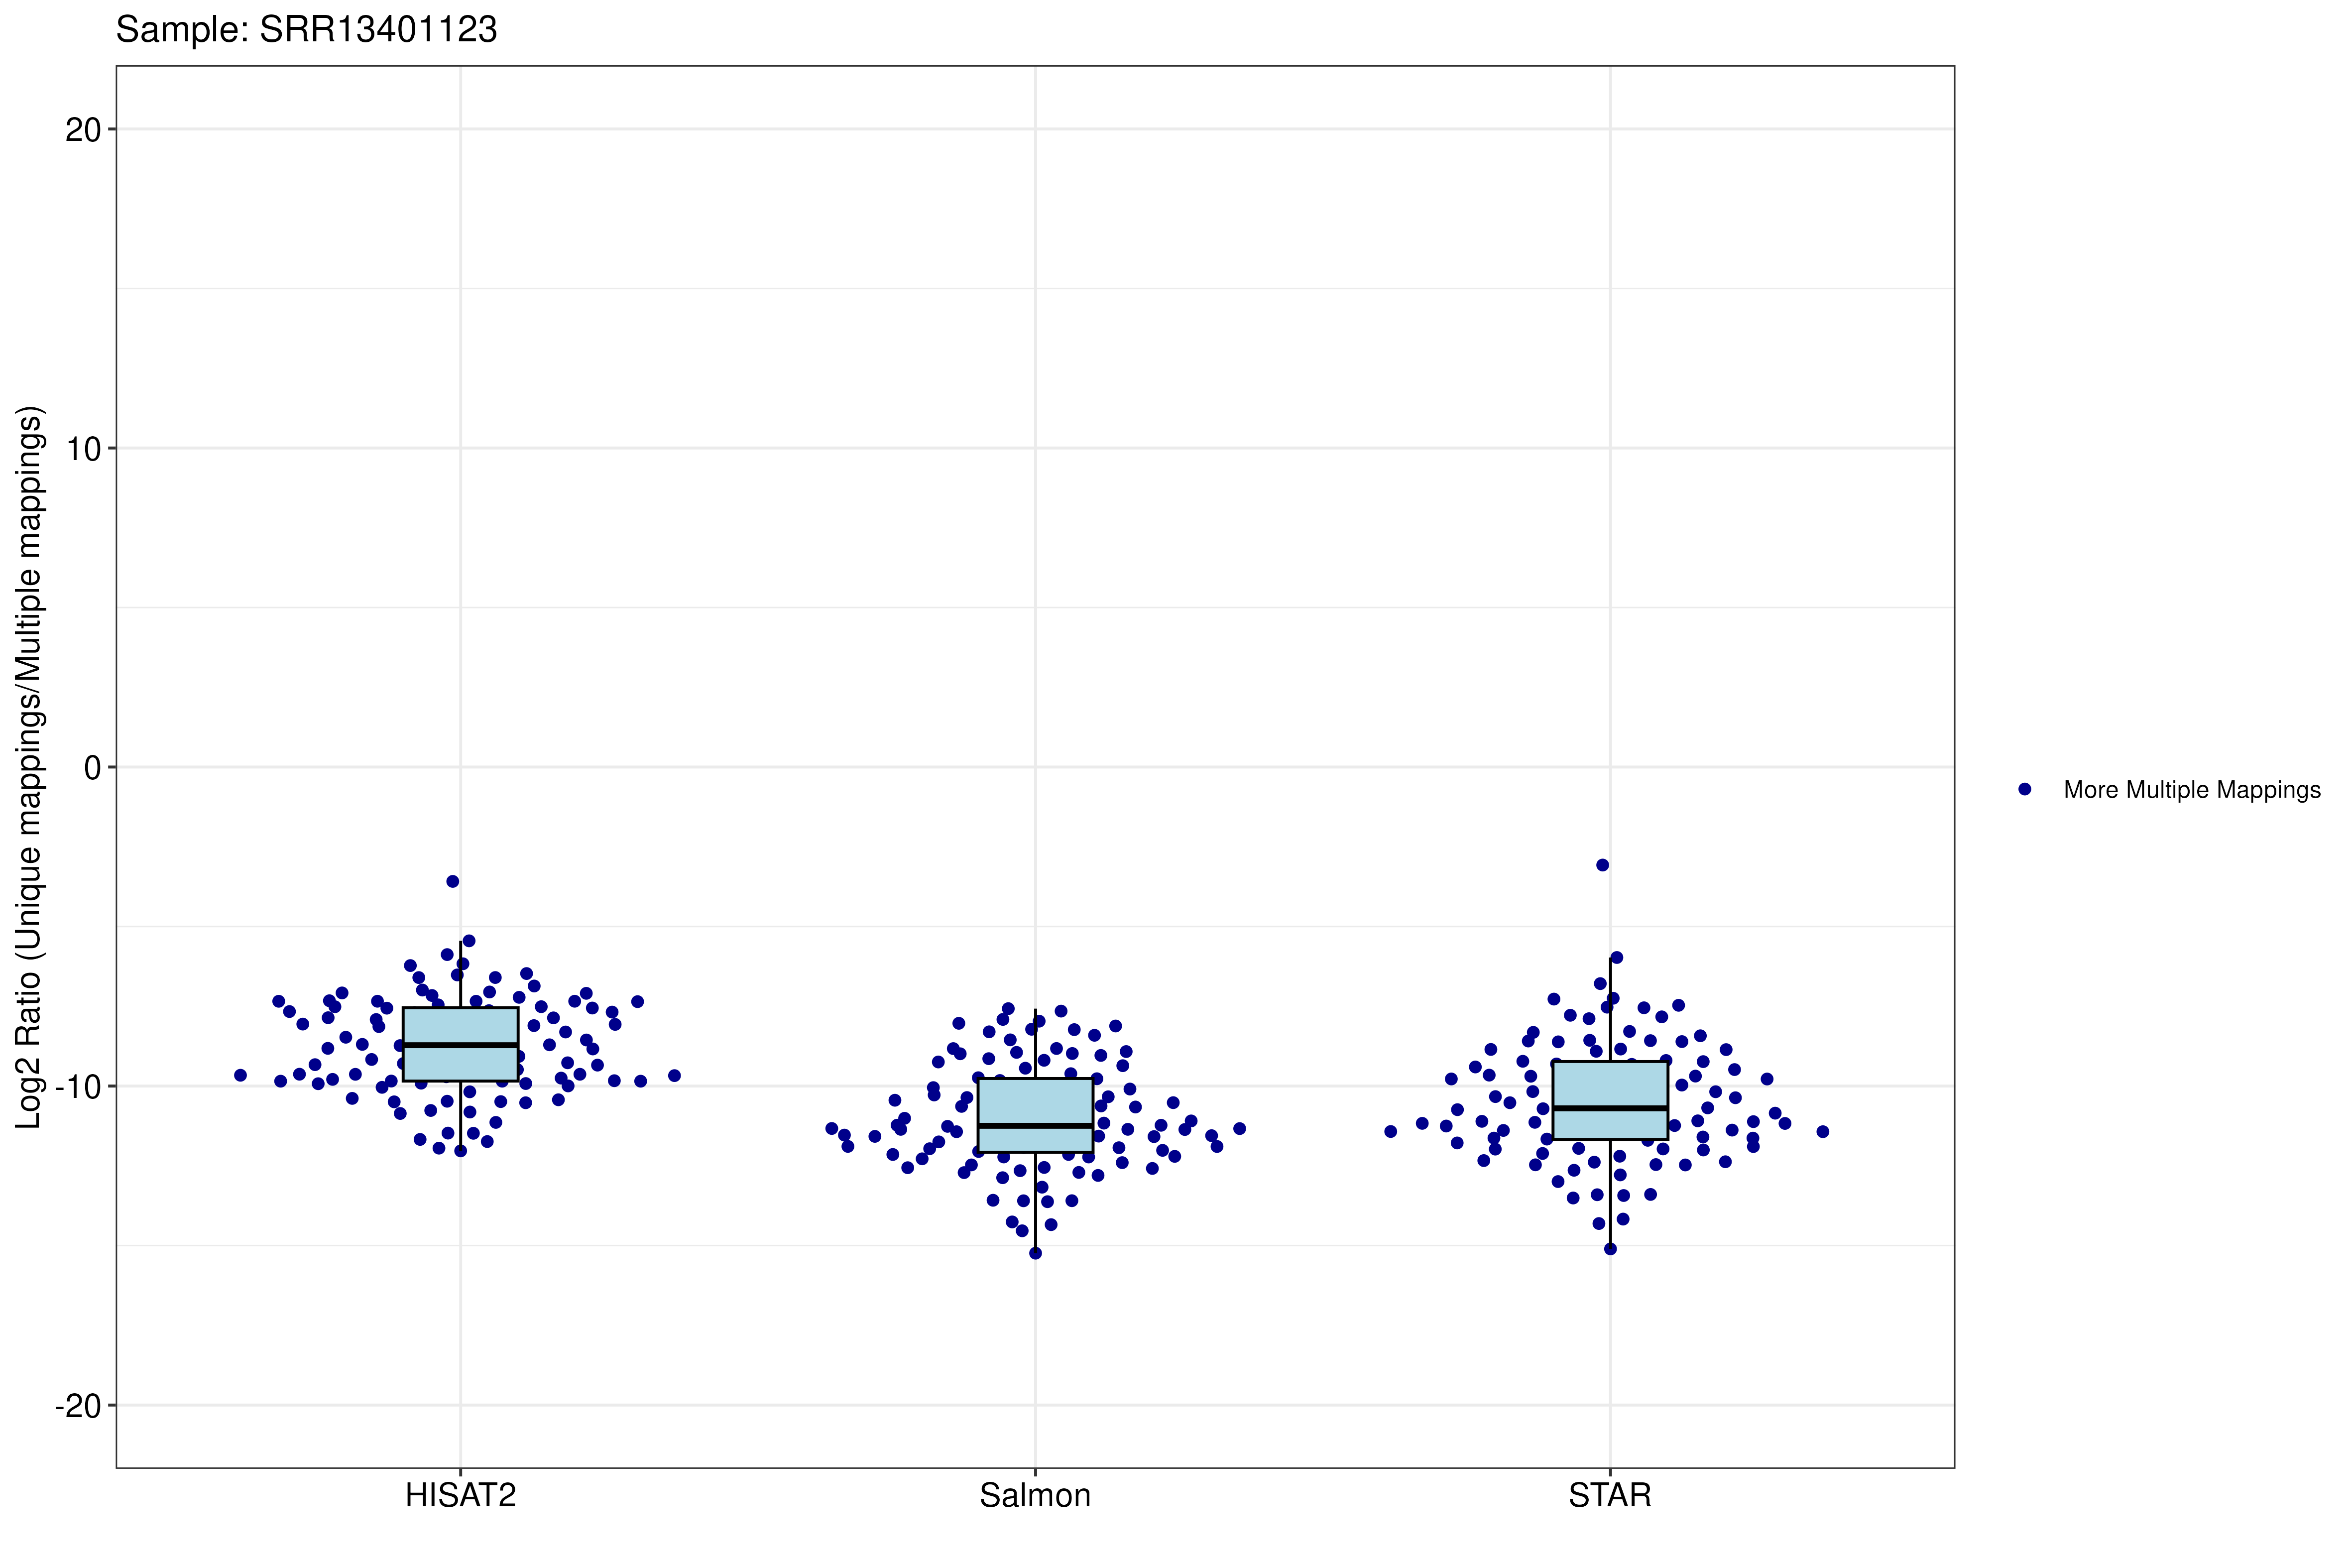 Sample: SRR13401123
Log2 Ratio (Unique mappings/Multiple mappings)
20
10
0
-10
-20
HISAT2
Salmon
STAR
More Multiple Mappings